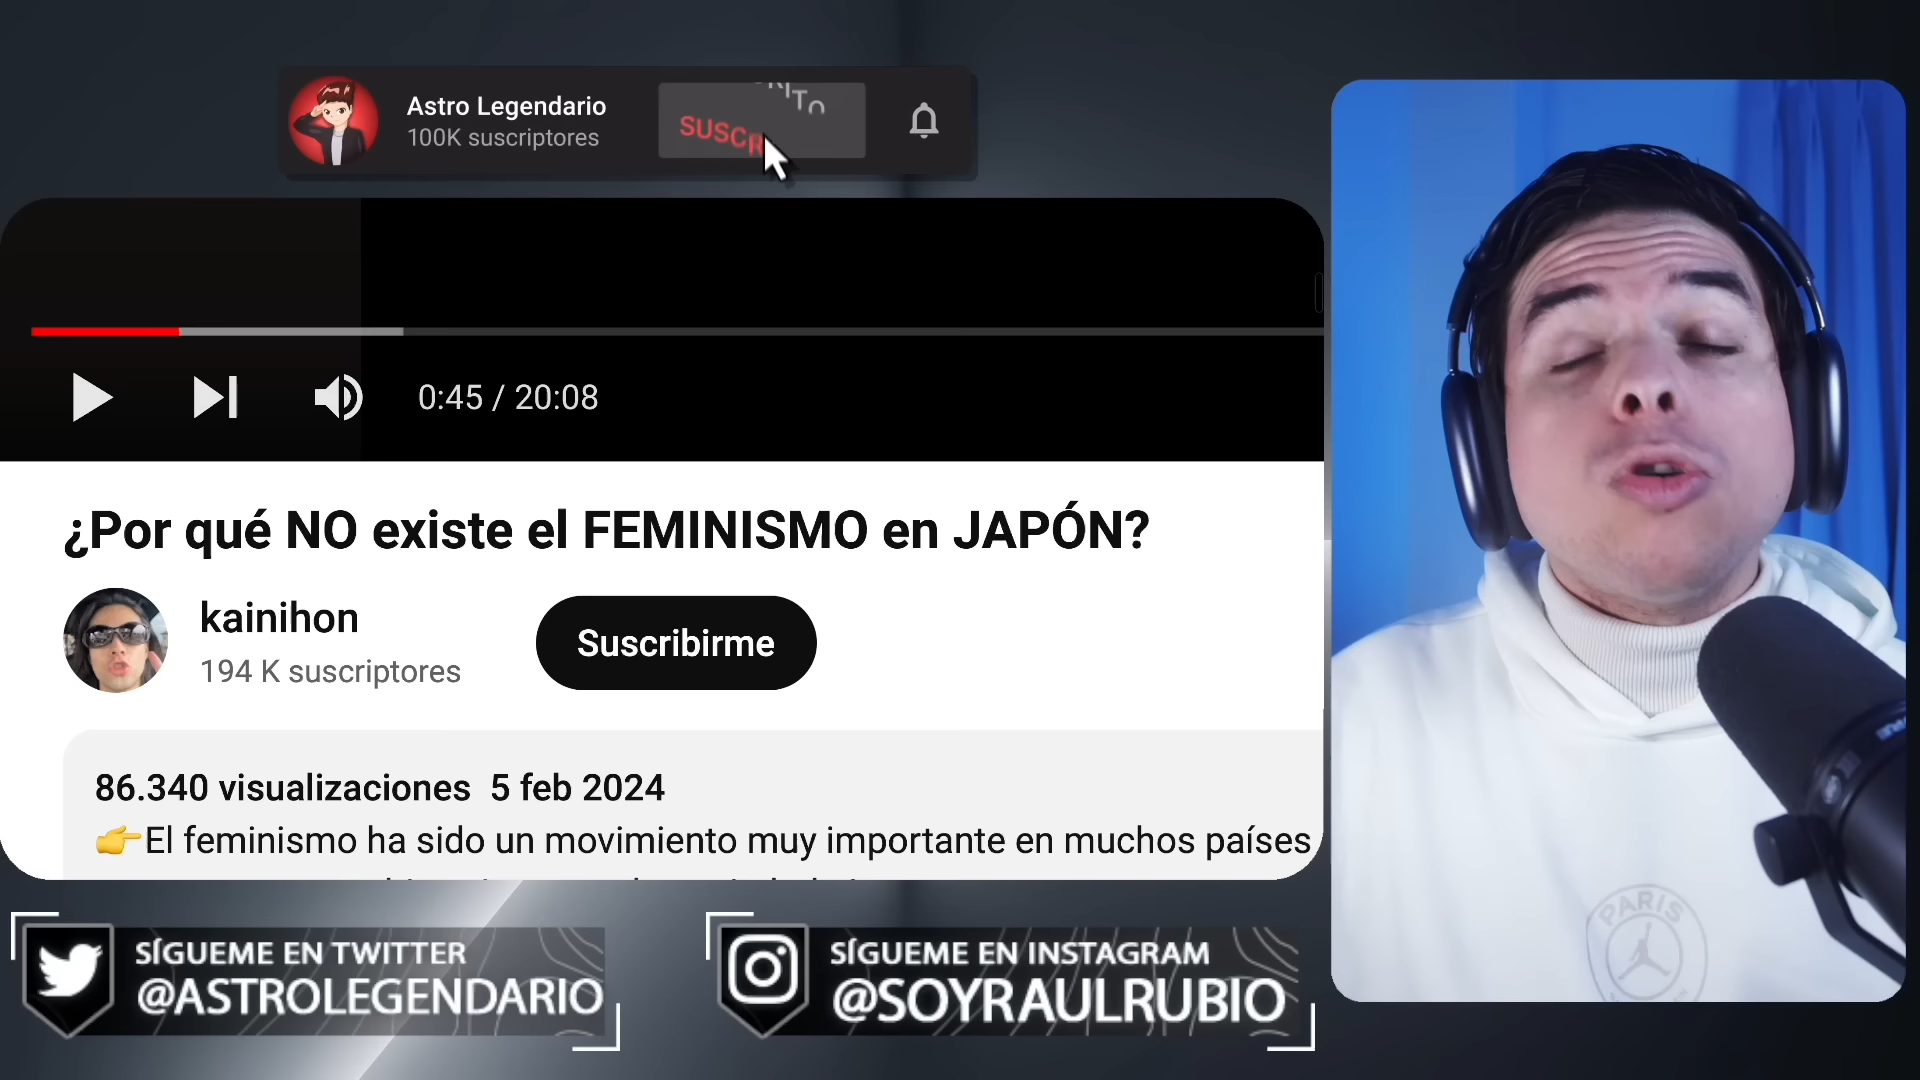 Astro Legendario
100K suscriptores
0:45 / 20:08
¿Por qué NO existe el FEMINISMO en JAPÓN?
kainihon
194 K suscriptores
Suscribirme
86.340 visualizaciones 5 feb 2024
👉El feminismo ha sido un movimiento muy importante en muchos países
SÍGUEME EN TWITTER
@ASTROLEGENDARIO
SÍGUEME EN INSTAGRAM
@SOYRAULRUBIO
PARIS